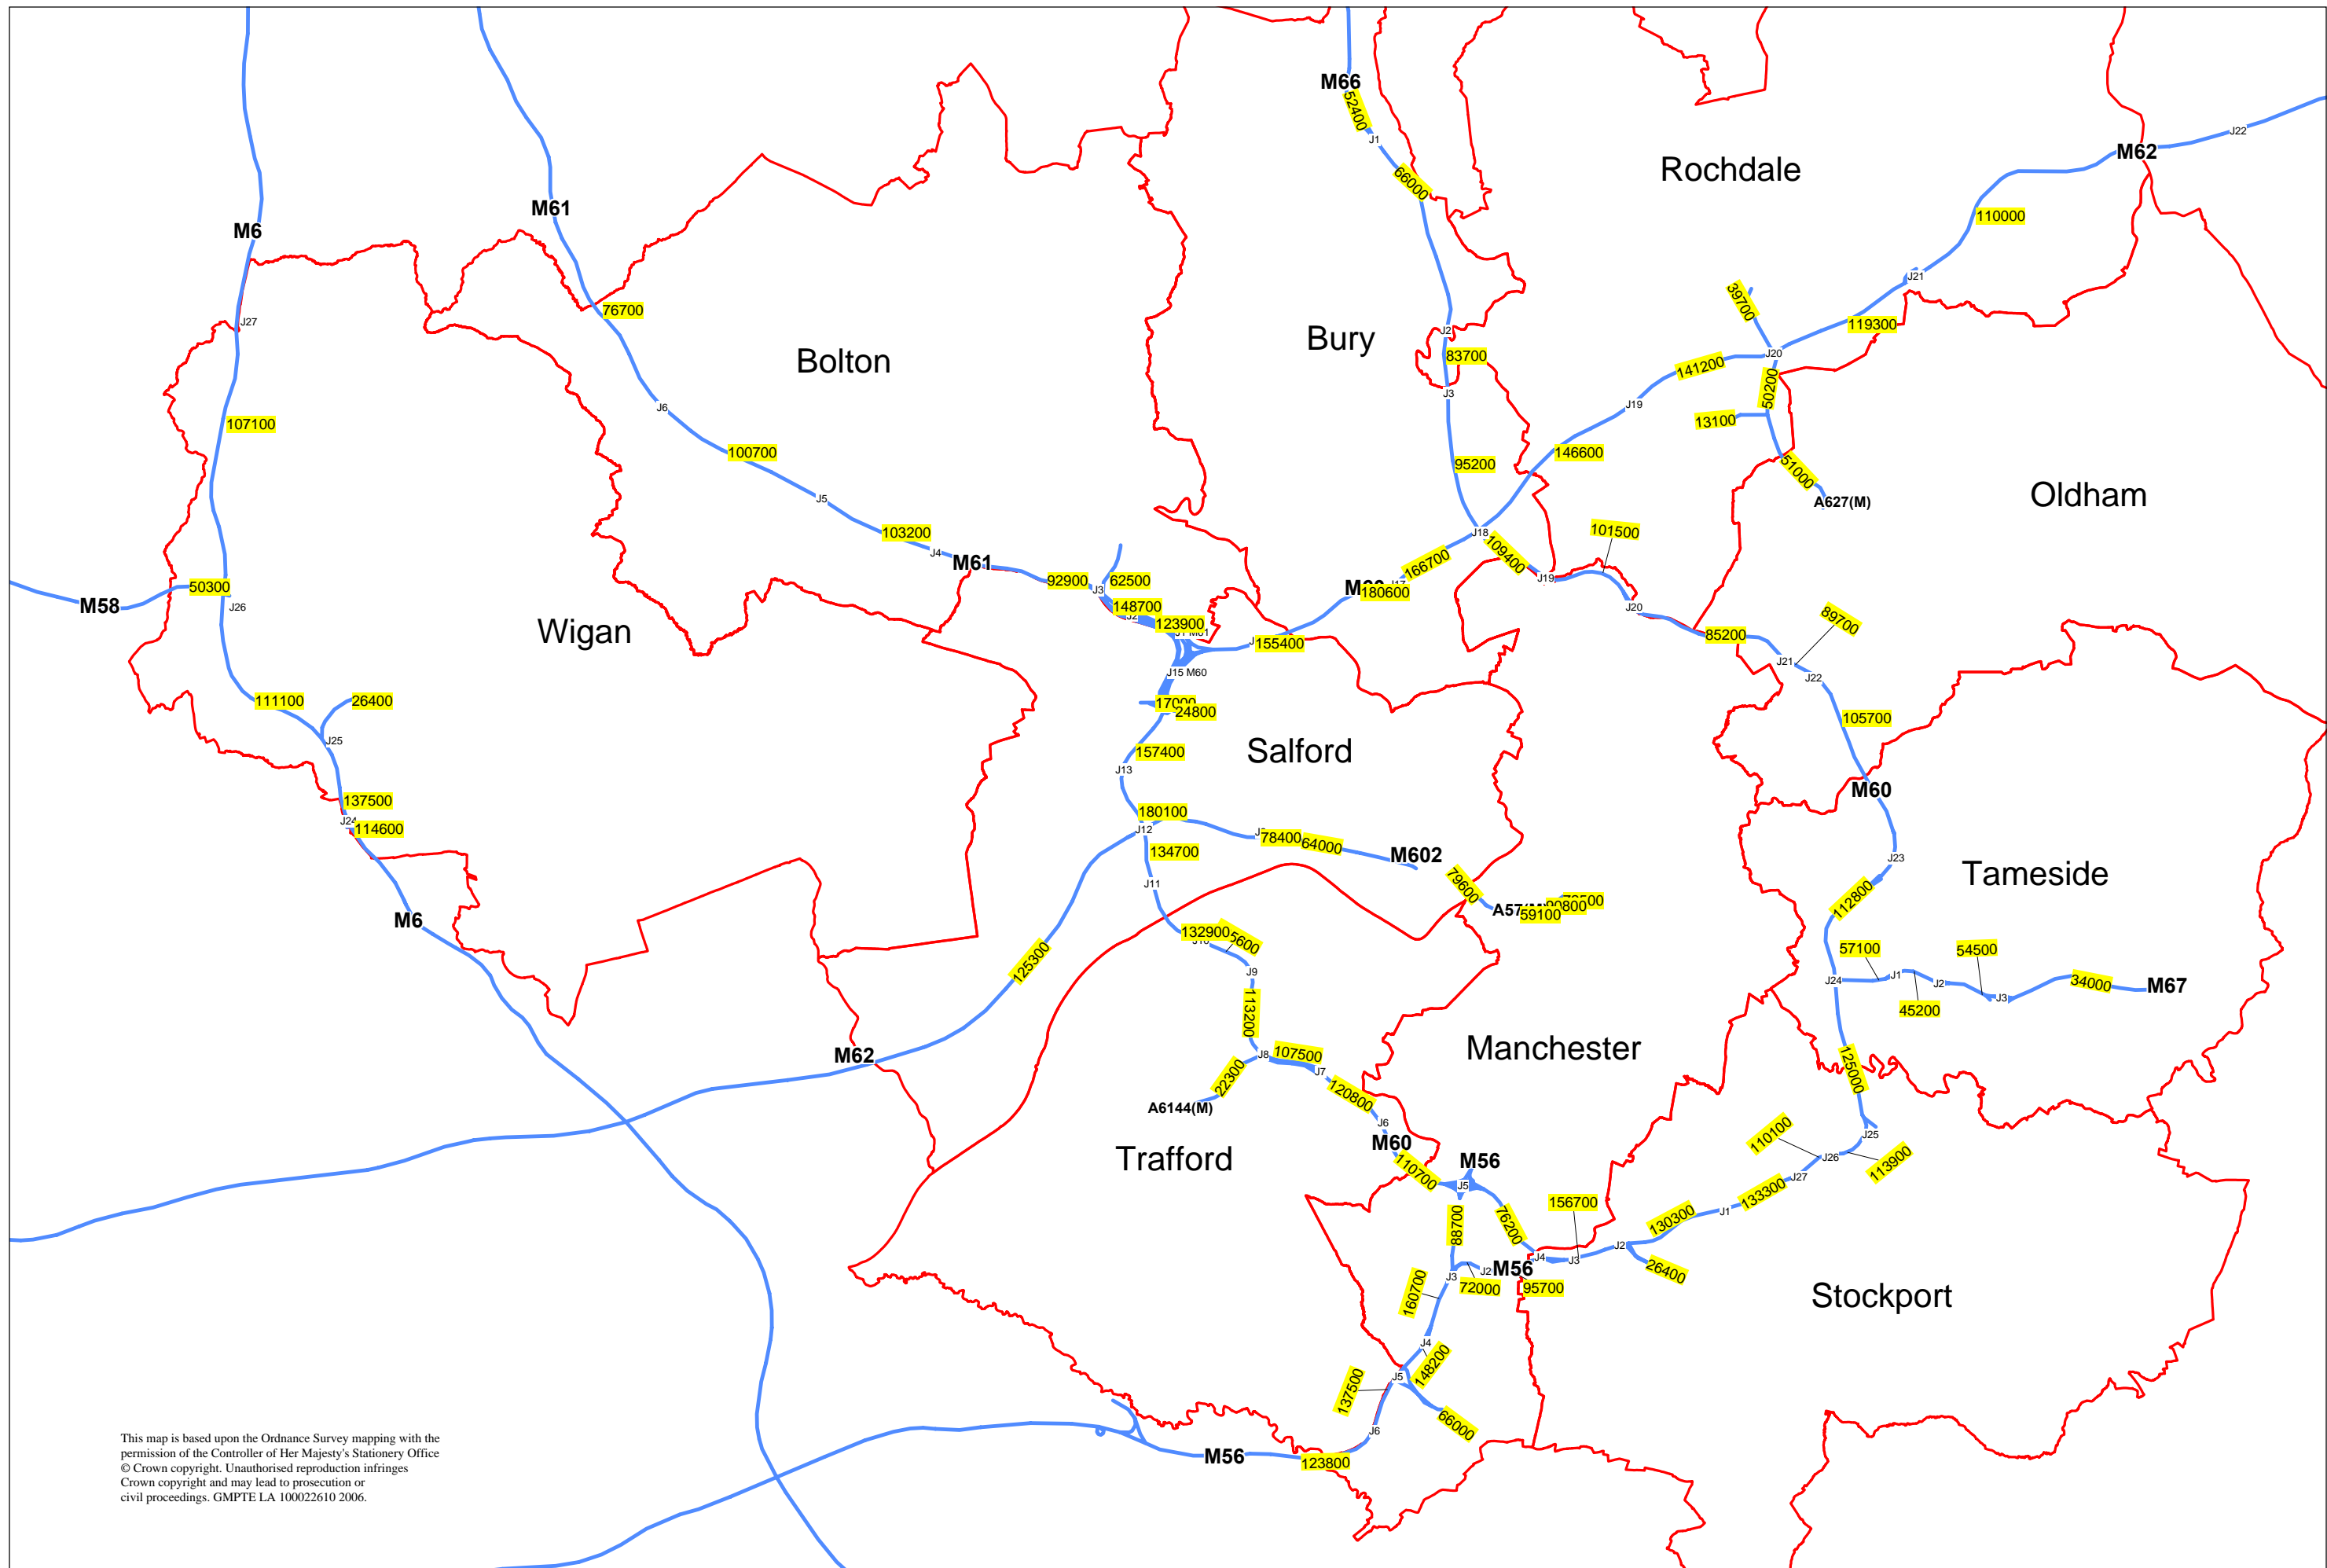 M66
52400
J1
66000
Rochdale
J22
M62
110000
M61
M6
J21
39700
76700
119300
J27
Bury
J2
83700
J20
Bolton
141200
50200
J3
J6
J19
107100
13100
100700
146600
95200
51000
J5
Oldham
A627(M)
103200
J18
109400
101500
J4
M61
166700
J17
92900
62500
J19
50300
J3
180600
M58
J26
148700
J20
J2
123900
Wigan
155400
85200
89700
J21
J15 M60
J22
111100
26400
17000
24800
105700
J25
157400
Salford
J13
M60
137500
180100
J24
114600
J12
78400
64000
134700
M602
J23
J11
79600
Tameside
112800
M6
A57(M)
59100
132900
57100
54500
125300
J9
J24
J1
J2
34000
M67
J3
113200
45200
Manchester
M62
J8
107500
J7
125000
22300
120800
A6144(M)
J6
M60
110100
J25
Trafford
110700
M56
J26
113900
J5
J27
88700
76200
156700
133300
130300
J1
J2
J4
J3
M56
J3
J2
26400
72000
95700
160700
Stockport
J4
148200
J5
137500
66000
J6
M56
123800
This map is based upon the Ordnance Survey mapping with the
permission of the Controller of Her Majesty's Stationery Office
© Crown copyright. Unauthorised reproduction infringes
Crown copyright and may lead to prosecution or
civil proceedings. GMPTE LA 100022610 2006.